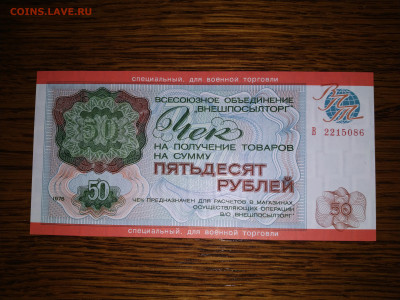 COINS.LAVE.RU
специальный, для военной торговли
ВСЕСОЮЗНОЕ ОБЪЕДИНЕНИЕ
„ВНЕШПОСЫЛТОРГ"
Чек
НА ПОЛУЧЕНИЕ ТОВАРОВ
НА СУММУ
ПЯТЬДЕСЯТ
РУБЛЕЙ
50
ВПТ
2215086
50
1976
ЧЕК ПРЕДНАЗНАЧЕН ДЛЯ РАСЧЕТОВ В МАГАЗИНАХ,
ОСУЩЕСТВЛЯЮЩИХ ОПЕРАЦИИ
В/О ВНЕШПОСЫЛТОРГ"
50
специальный, для военной торговли